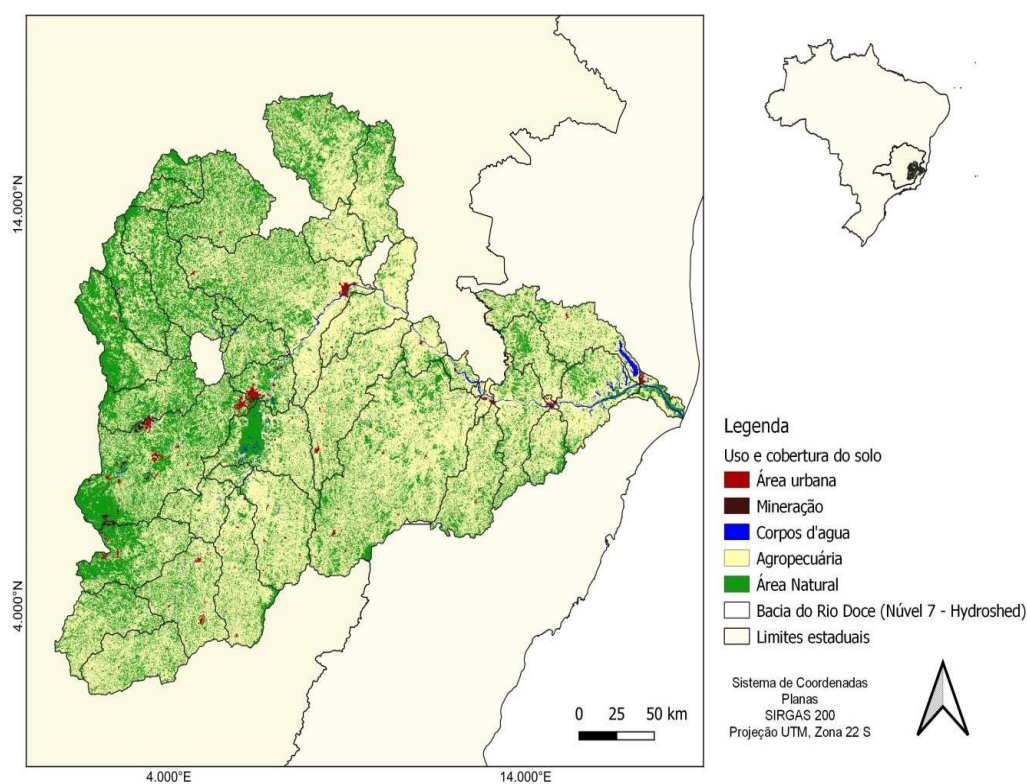 14.000°N
4.000°N
4.000°E
14.000°E
0 25 50 km
Legenda
Uso e cobertura do solo
Área urbana
Mineração
Corpos d'agua
Agropecuária
Área Natural
Bacia do Rio Doce (Núvel 7 - Hydroshed)
Limites estaduais
Sistema de Coordenadas
Planas
SIRGAS 200
Projeção UTM, Zona 22 S